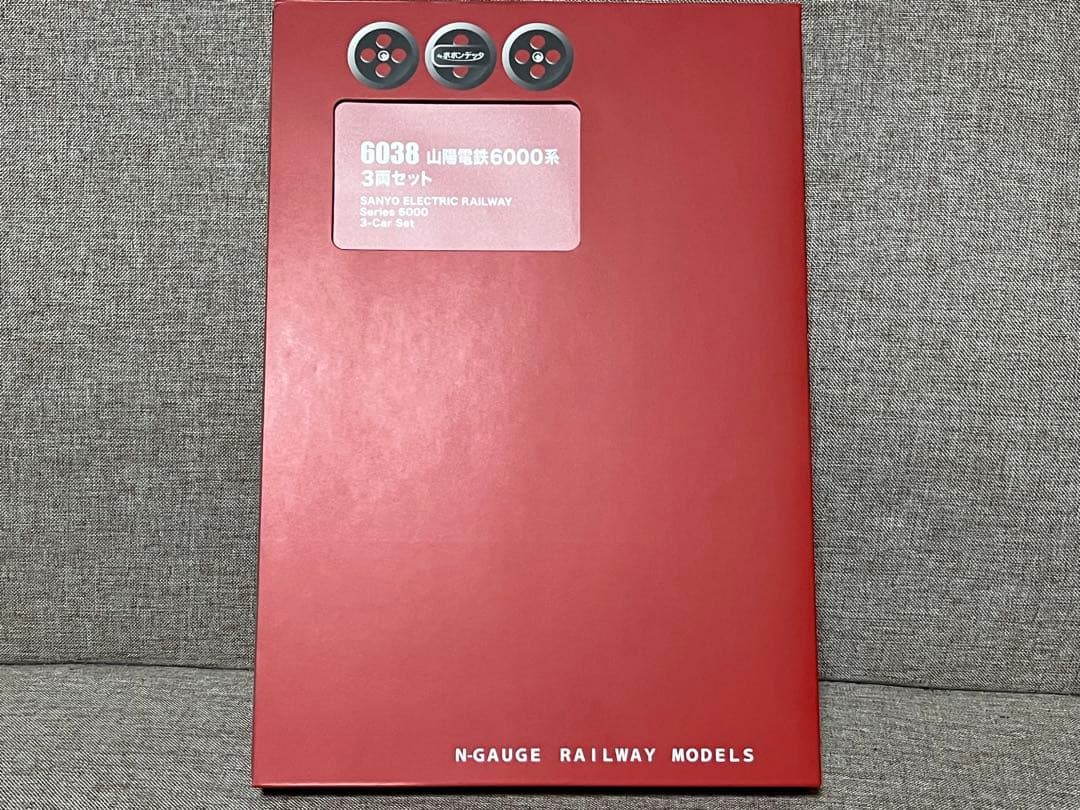 by ポポンデッタ
6038 山陽電鉄6000系
3両セット
SANYO ELECTRIC RAILWAY
Series 6000
3-Car Set
N-GAUGE RAILWAY MODELS